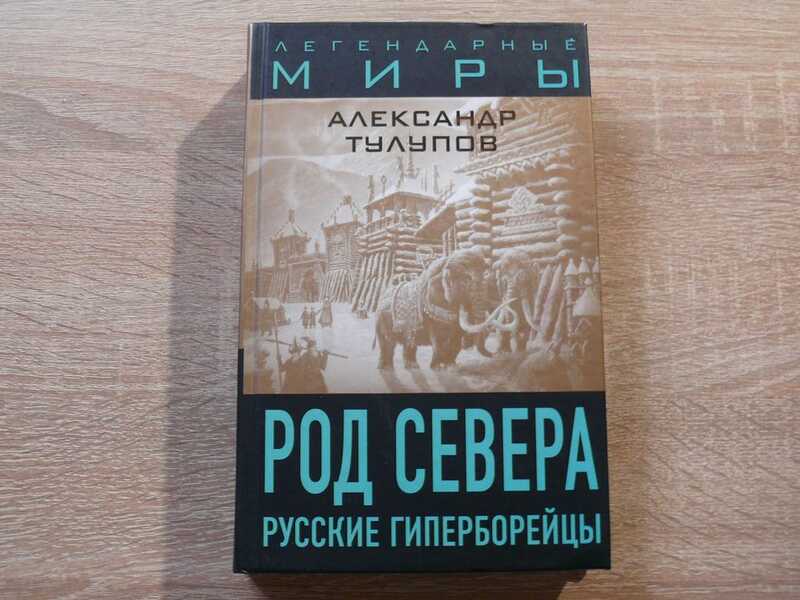 ЛЕГЕНДАРНЫЕ
МИРЫ
АЛЕКСАНДР
ТУЛУПОВ
РОД СЕВЕРА
РУССКИЕ ГИПЕРБОРЕЙЦЫ